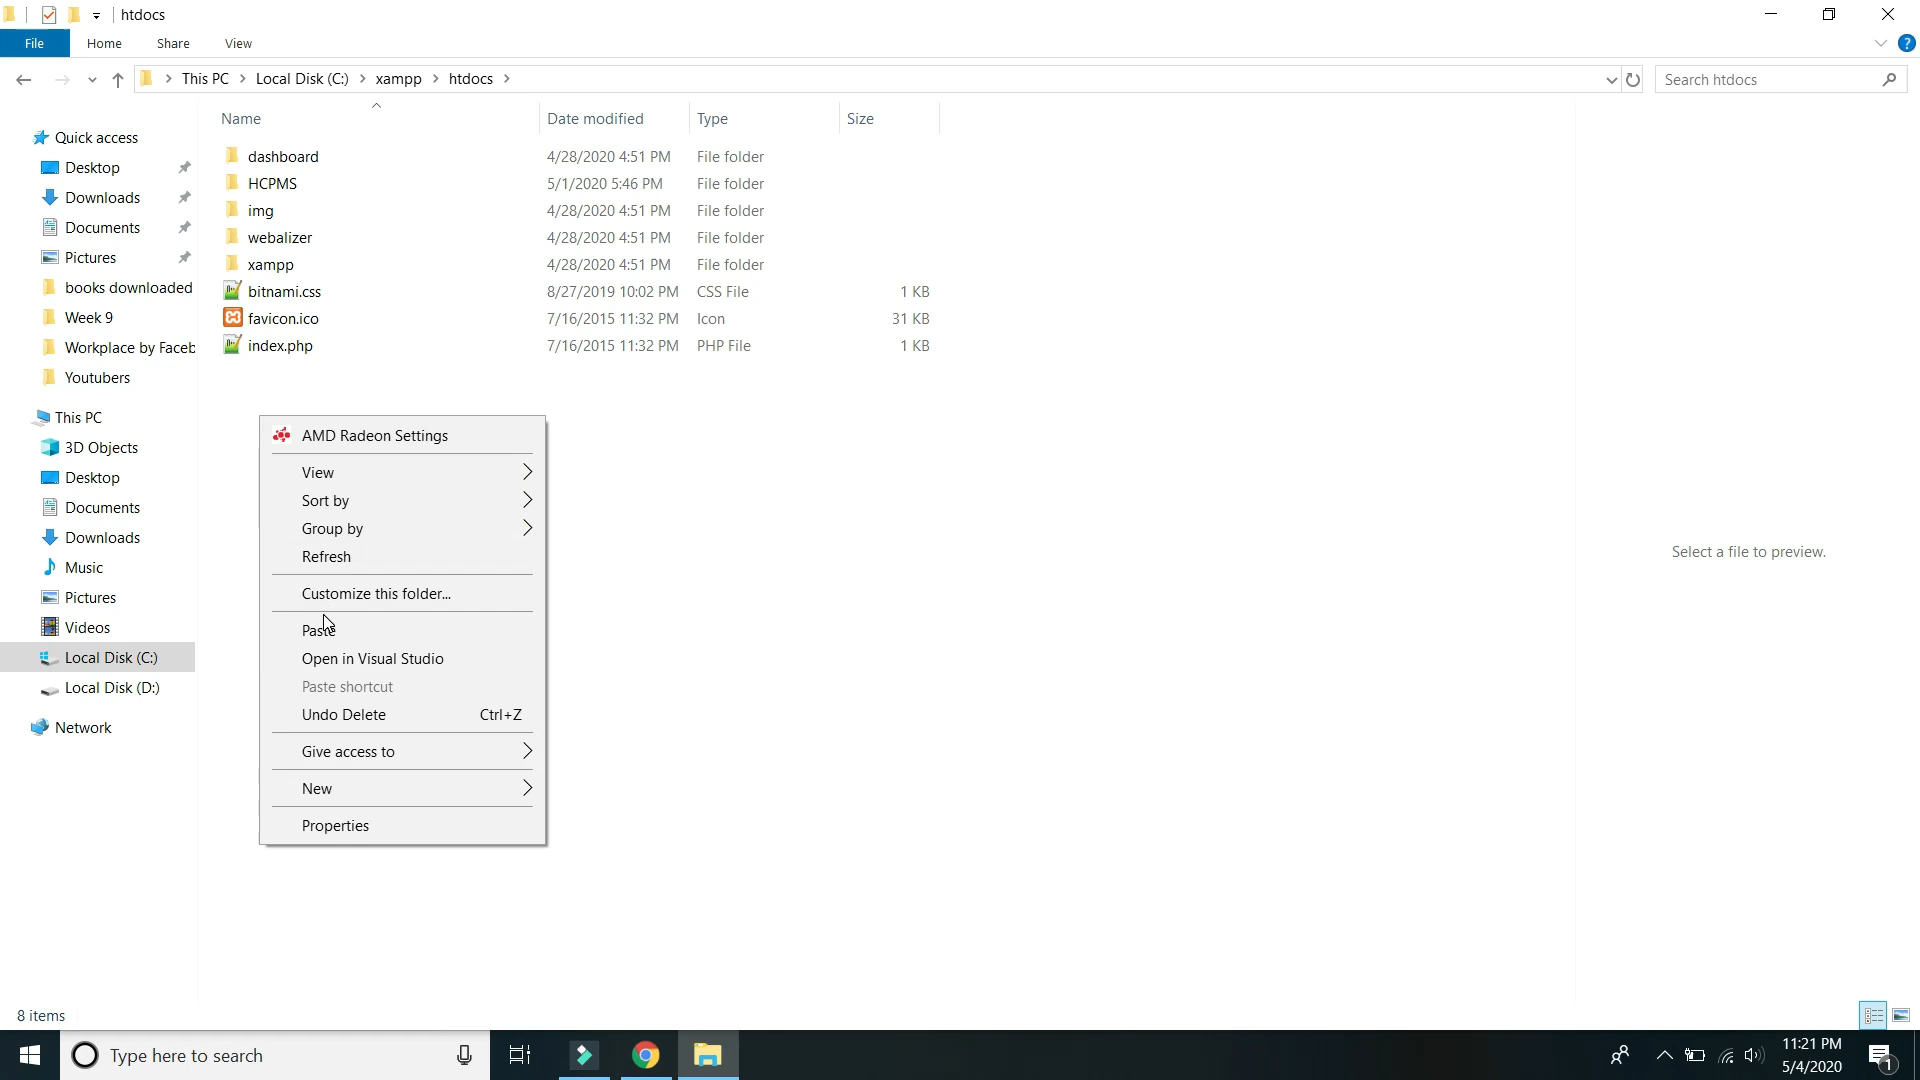 htdocs
File Home Share View
This PC Local Disk (C:) xampp htdocs Search htdocs
Name Date modified Type Size
Quick access
Desktop
Downloads
Documents
Pictures
books downloaded
Week 9
Workplace by Faceb
Youtubers
This PC
3D Objects
Desktop
Documents
Downloads
Music
Pictures
Videos
Local Disk (C:)
Local Disk (D:)
Network
dashboard 4/28/2020 4:51 PM File folder
HCPMS 5/1/2020 5:46 PM File folder
img 4/28/2020 4:51 PM File folder
webalizer 4/28/2020 4:51 PM File folder
xampp 4/28/2020 4:51 PM File folder
bitnami.css 8/27/2019 10:02 PM CSS File 1 KB
favicon.ico 7/16/2015 11:32 PM Icon 31 KB
index.php 7/16/2015 11:32 PM PHP File 1 KB
AMD Radeon Settings
View
Sort by
Group by
Refresh
Customize this folder...
Paste
Open in Visual Studio
Paste shortcut
Undo Delete Ctrl+Z
Give access to
New
Properties
Select a file to preview.
8 items
Type here to search
11:21 PM
5/4/2020
1